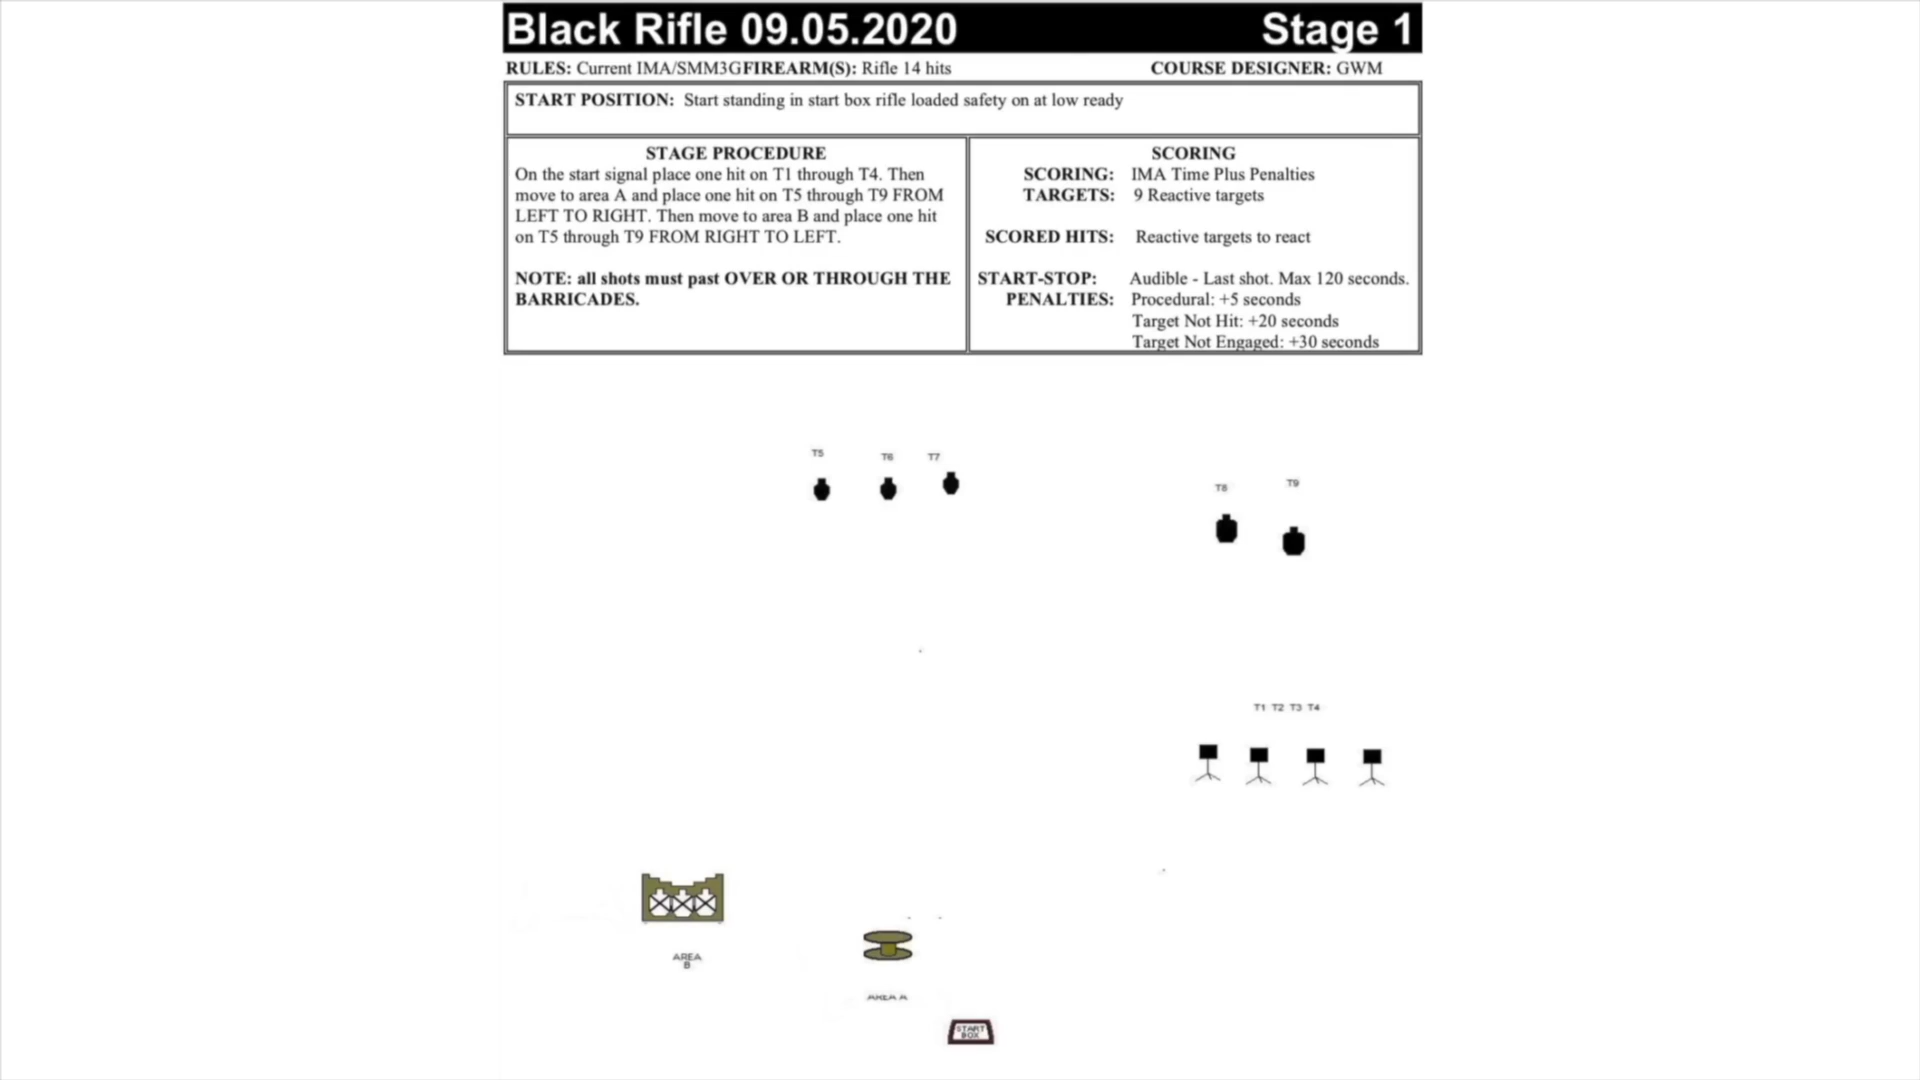 Black Rifle 09.05.2020 Stage 1
RULES: Current IMA/SMM3GFIREARM(S): Rifle 14 hits COURSE DESIGNER: GWM
START POSITION: Start standing in start box rifle loaded safety on at low ready
STAGE PROCEDURE
On the start signal place one hit on T1 through T4. Then
move to area A and place one hit on T5 through T9 FROM
LEFT TO RIGHT. Then move to area B and place one hit
on T5 through T9 FROM RIGHT TO LEFT.
NOTE: all shots must past OVER OR THROUGH THE
BARRICADES.
SCORING
SCORING: IMA Time Plus Penalties
TARGETS: 9 Reactive targets
SCORED HITS: Reactive targets to react
START-STOP: Audible - Last shot. Max 120 seconds.
PENALTIES: Procedural: +5 seconds
Target Not Hit: +20 seconds
Target Not Engaged: +30 seconds
T5 T6 T7
T8 T9
T1 T2 T3 T4
AREA
B
AREA A
START
BOX